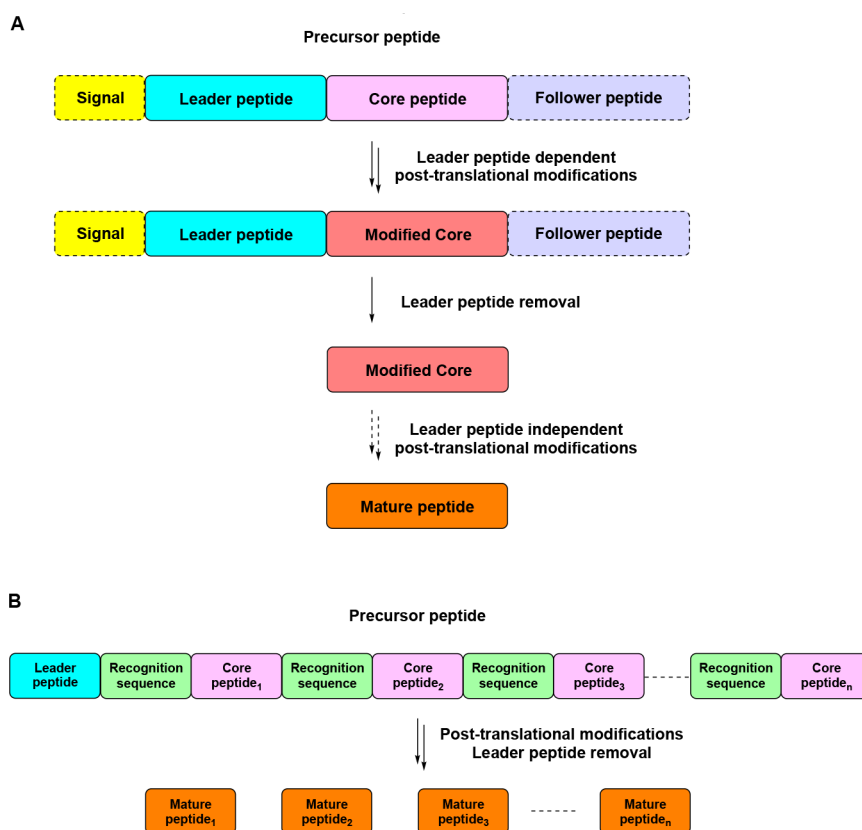 A
Precursor peptide
Signal
Leader peptide
Core peptide
Follower peptide
Leader peptide dependent
post-translational modifications
Signal
Leader peptide
Modified Core
Follower peptide
Leader peptide removal
Modified Core
Leader peptide independent
post-translational modifications
Mature peptide
B
Precursor peptide
Leader
peptide
Recognition
sequence
Core
peptide₁
Recognition
sequence
Core
peptide₂
Recognition
sequence
Core
peptide₃
Recognition
sequence
Core
peptideₙ
Post-translational modifications
Leader peptide removal
Mature
peptide₁
Mature
peptide₂
Mature
peptide₃
Mature
peptideₙ